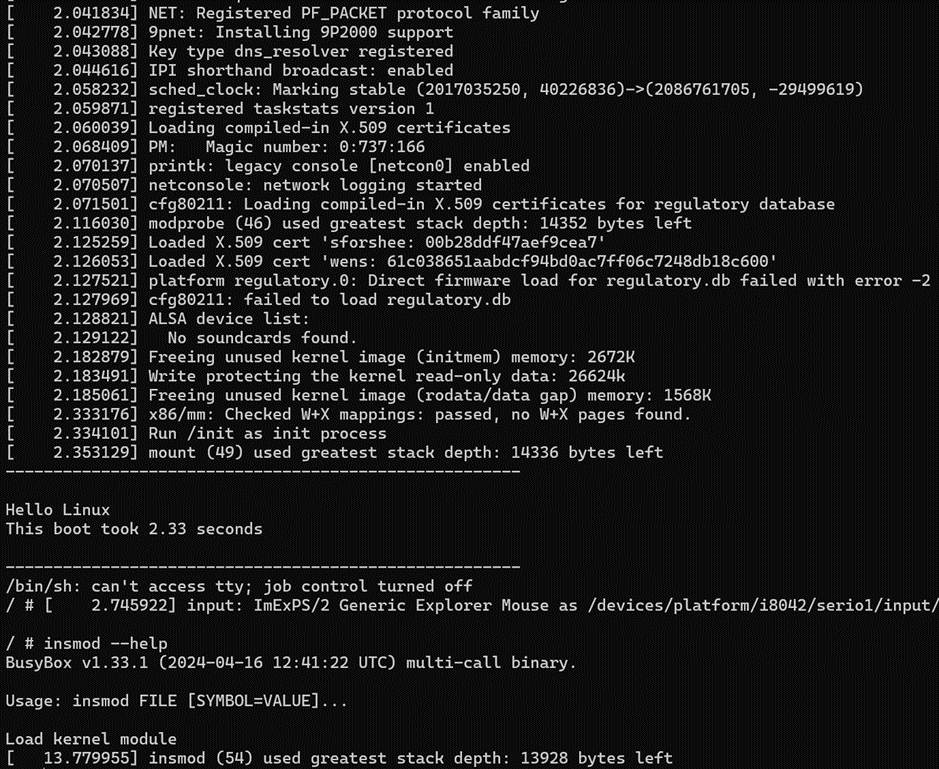 [    2.041834] NET: Registered PF_PACKET protocol family
[    2.042778] 9pnet: Installing 9P2000 support
[    2.043088] Key type dns_resolver registered
[    2.044616] IPI shorthand broadcast: enabled
[    2.058232] sched_clock: Marking stable (2017035250, 40226836)->(2086761705, -29499619)
[    2.059871] registered taskstats version 1
[    2.060039] Loading compiled-in X.509 certificates
[    2.068409] PM:   Magic number: 0:737:166
[    2.070137] printk: legacy console [netcon0] enabled
[    2.070507] netconsole: network logging started
[    2.071501] cfg80211: Loading compiled-in X.509 certificates for regulatory database
[    2.116030] modprobe (46) used greatest stack depth: 14352 bytes left
[    2.125259] Loaded X.509 cert 'sforshee: 00b28ddf47aef9cea7'
[    2.126053] Loaded X.509 cert 'wens: 61c038651aabdcf94bd0ac7ff06c7248db18c600'
[    2.127521] platform regulatory.0: Direct firmware load for regulatory.db failed with error -2
[    2.127969] cfg80211: failed to load regulatory.db
[    2.128821] ALSA device list:
[    2.129122]   No soundcards found.
[    2.182879] Freeing unused kernel image (initmem) memory: 2672K
[    2.183491] Write protecting the kernel read-only data: 26624k
[    2.185061] Freeing unused kernel image (rodata/data gap) memory: 1568K
[    2.333176] x86/mm: Checked W+X mappings: passed, no W+X pages found.
[    2.334101] Run /init as init process
[    2.353129] mount (49) used greatest stack depth: 14336 bytes left
------------------------------------------------------
Hello Linux
This boot took 2.33 seconds
------------------------------------------------------
/bin/sh: can't access tty; job control turned off
/ # [    2.745922] input: ImExPS/2 Generic Explorer Mouse as /devices/platform/i8042/serio1/input/
/ # insmod --help
BusyBox v1.33.1 (2024-04-16 12:41:22 UTC) multi-call binary.
Usage: insmod FILE [SYMBOL=VALUE]...
Load kernel module
[   13.779955] insmod (54) used greatest stack depth: 13928 bytes left